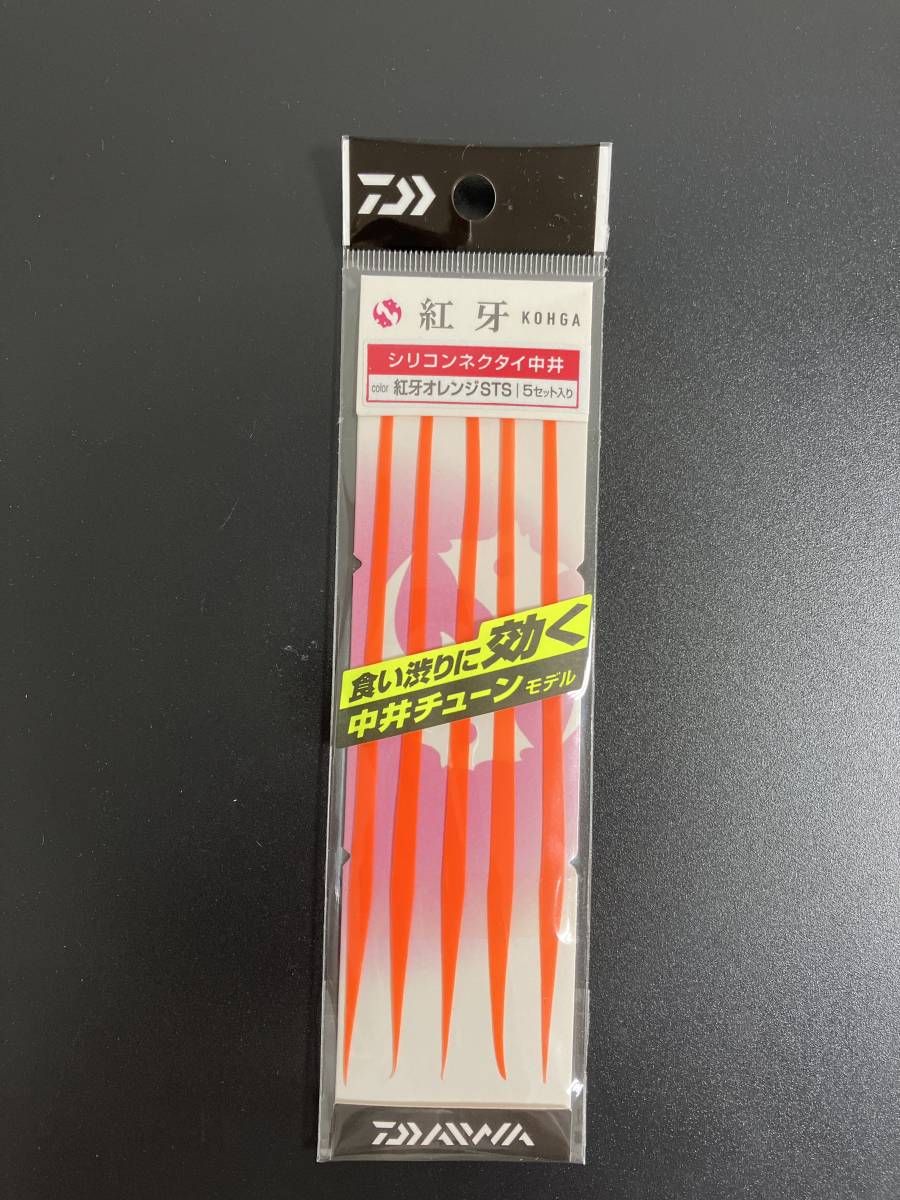 紅牙 KOHGA
シリコンネクタイ中井
color 紅牙オレンジSTS | 5セット入り
食い渋りに効く
中井チューンモデル
DAIWA